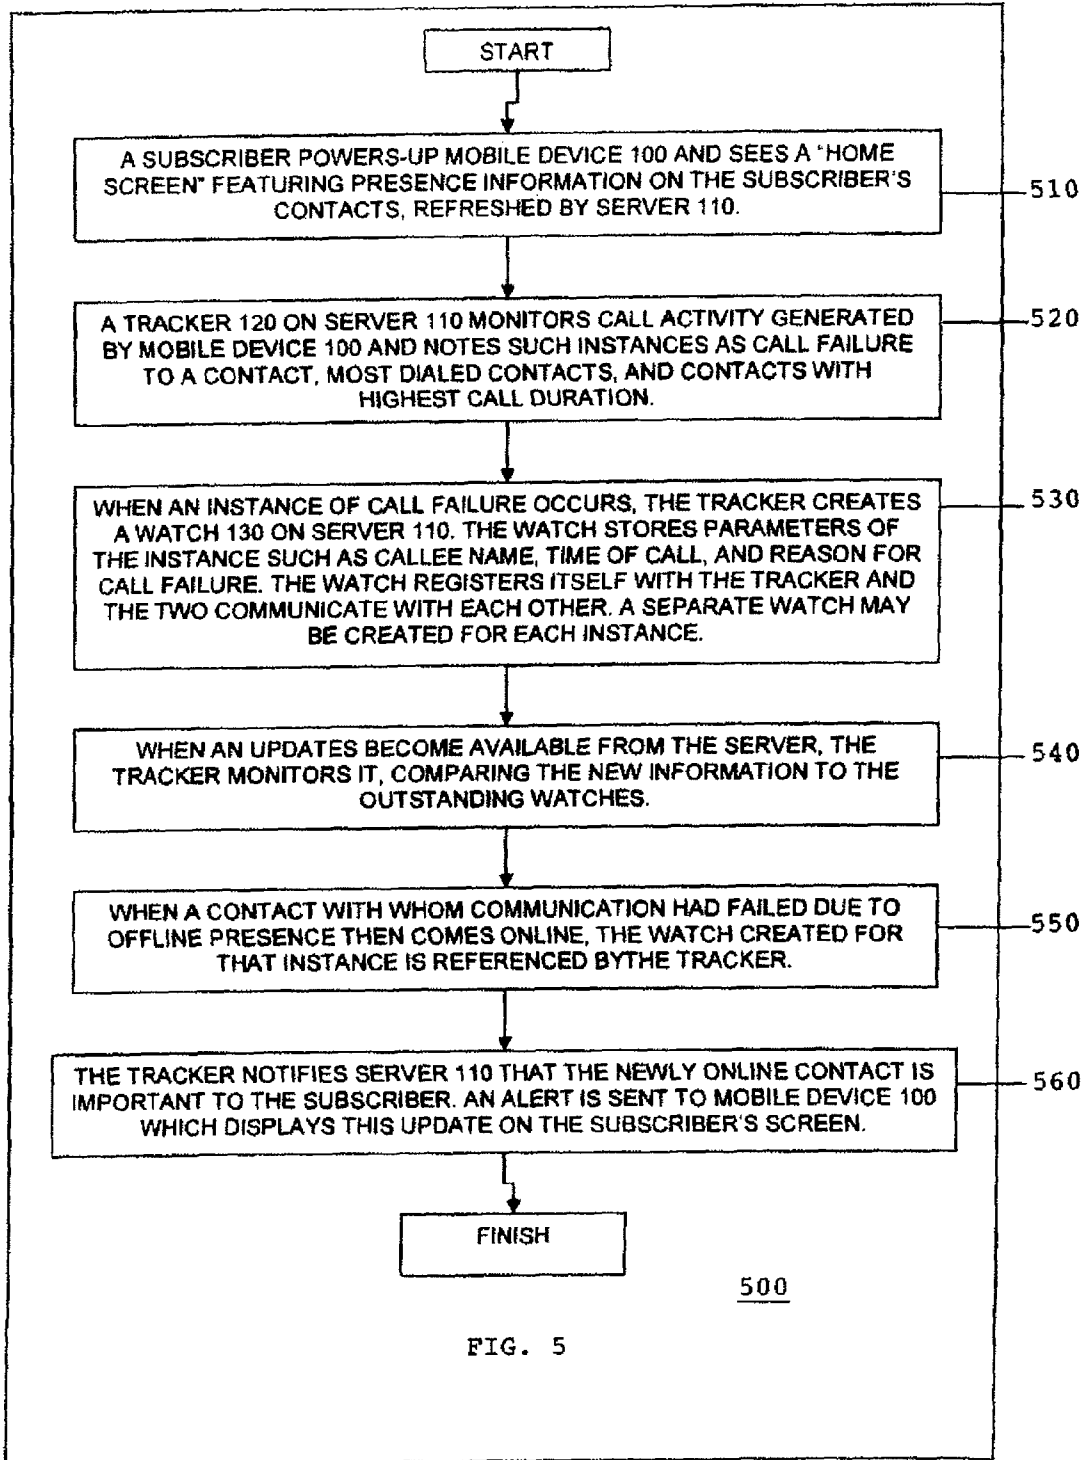 START
A SUBSCRIBER POWERS-UP MOBILE DEVICE 100 AND SEES A "HOME
SCREEN" FEATURING PRESENCE INFORMATION ON THE SUBSCRIBER'S
CONTACTS, REFRESHED BY SERVER 110.
510
A TRACKER 120 ON SERVER 110 MONITORS CALL ACTIVITY GENERATED
BY MOBILE DEVICE 100 AND NOTES SUCH INSTANCES AS CALL FAILURE
TO A CONTACT, MOST DIALED CONTACTS, AND CONTACTS WITH
HIGHEST CALL DURATION.
520
WHEN AN INSTANCE OF CALL FAILURE OCCURS, THE TRACKER CREATES
A WATCH 130 ON SERVER 110. THE WATCH STORES PARAMETERS OF
THE INSTANCE SUCH AS CALLEE NAME, TIME OF CALL, AND REASON FOR
CALL FAILURE. THE WATCH REGISTERS ITSELF WITH THE TRACKER AND
THE TWO COMMUNICATE WITH EACH OTHER. A SEPARATE WATCH MAY
BE CREATED FOR EACH INSTANCE.
530
WHEN AN UPDATES BECOME AVAILABLE FROM THE SERVER, THE
TRACKER MONITORS IT, COMPARING THE NEW INFORMATION TO THE
OUTSTANDING WATCHES.
540
WHEN A CONTACT WITH WHOM COMMUNICATION HAD FAILED DUE TO
OFFLINE PRESENCE THEN COMES ONLINE, THE WATCH CREATED FOR
THAT INSTANCE IS REFERENCED BYTHE TRACKER.
550
THE TRACKER NOTIFIES SERVER 110 THAT THE NEWLY ONLINE CONTACT IS
IMPORTANT TO THE SUBSCRIBER. AN ALERT IS SENT TO MOBILE DEVICE 100
WHICH DISPLAYS THIS UPDATE ON THE SUBSCRIBER'S SCREEN.
560
FINISH
500
FIG. 5